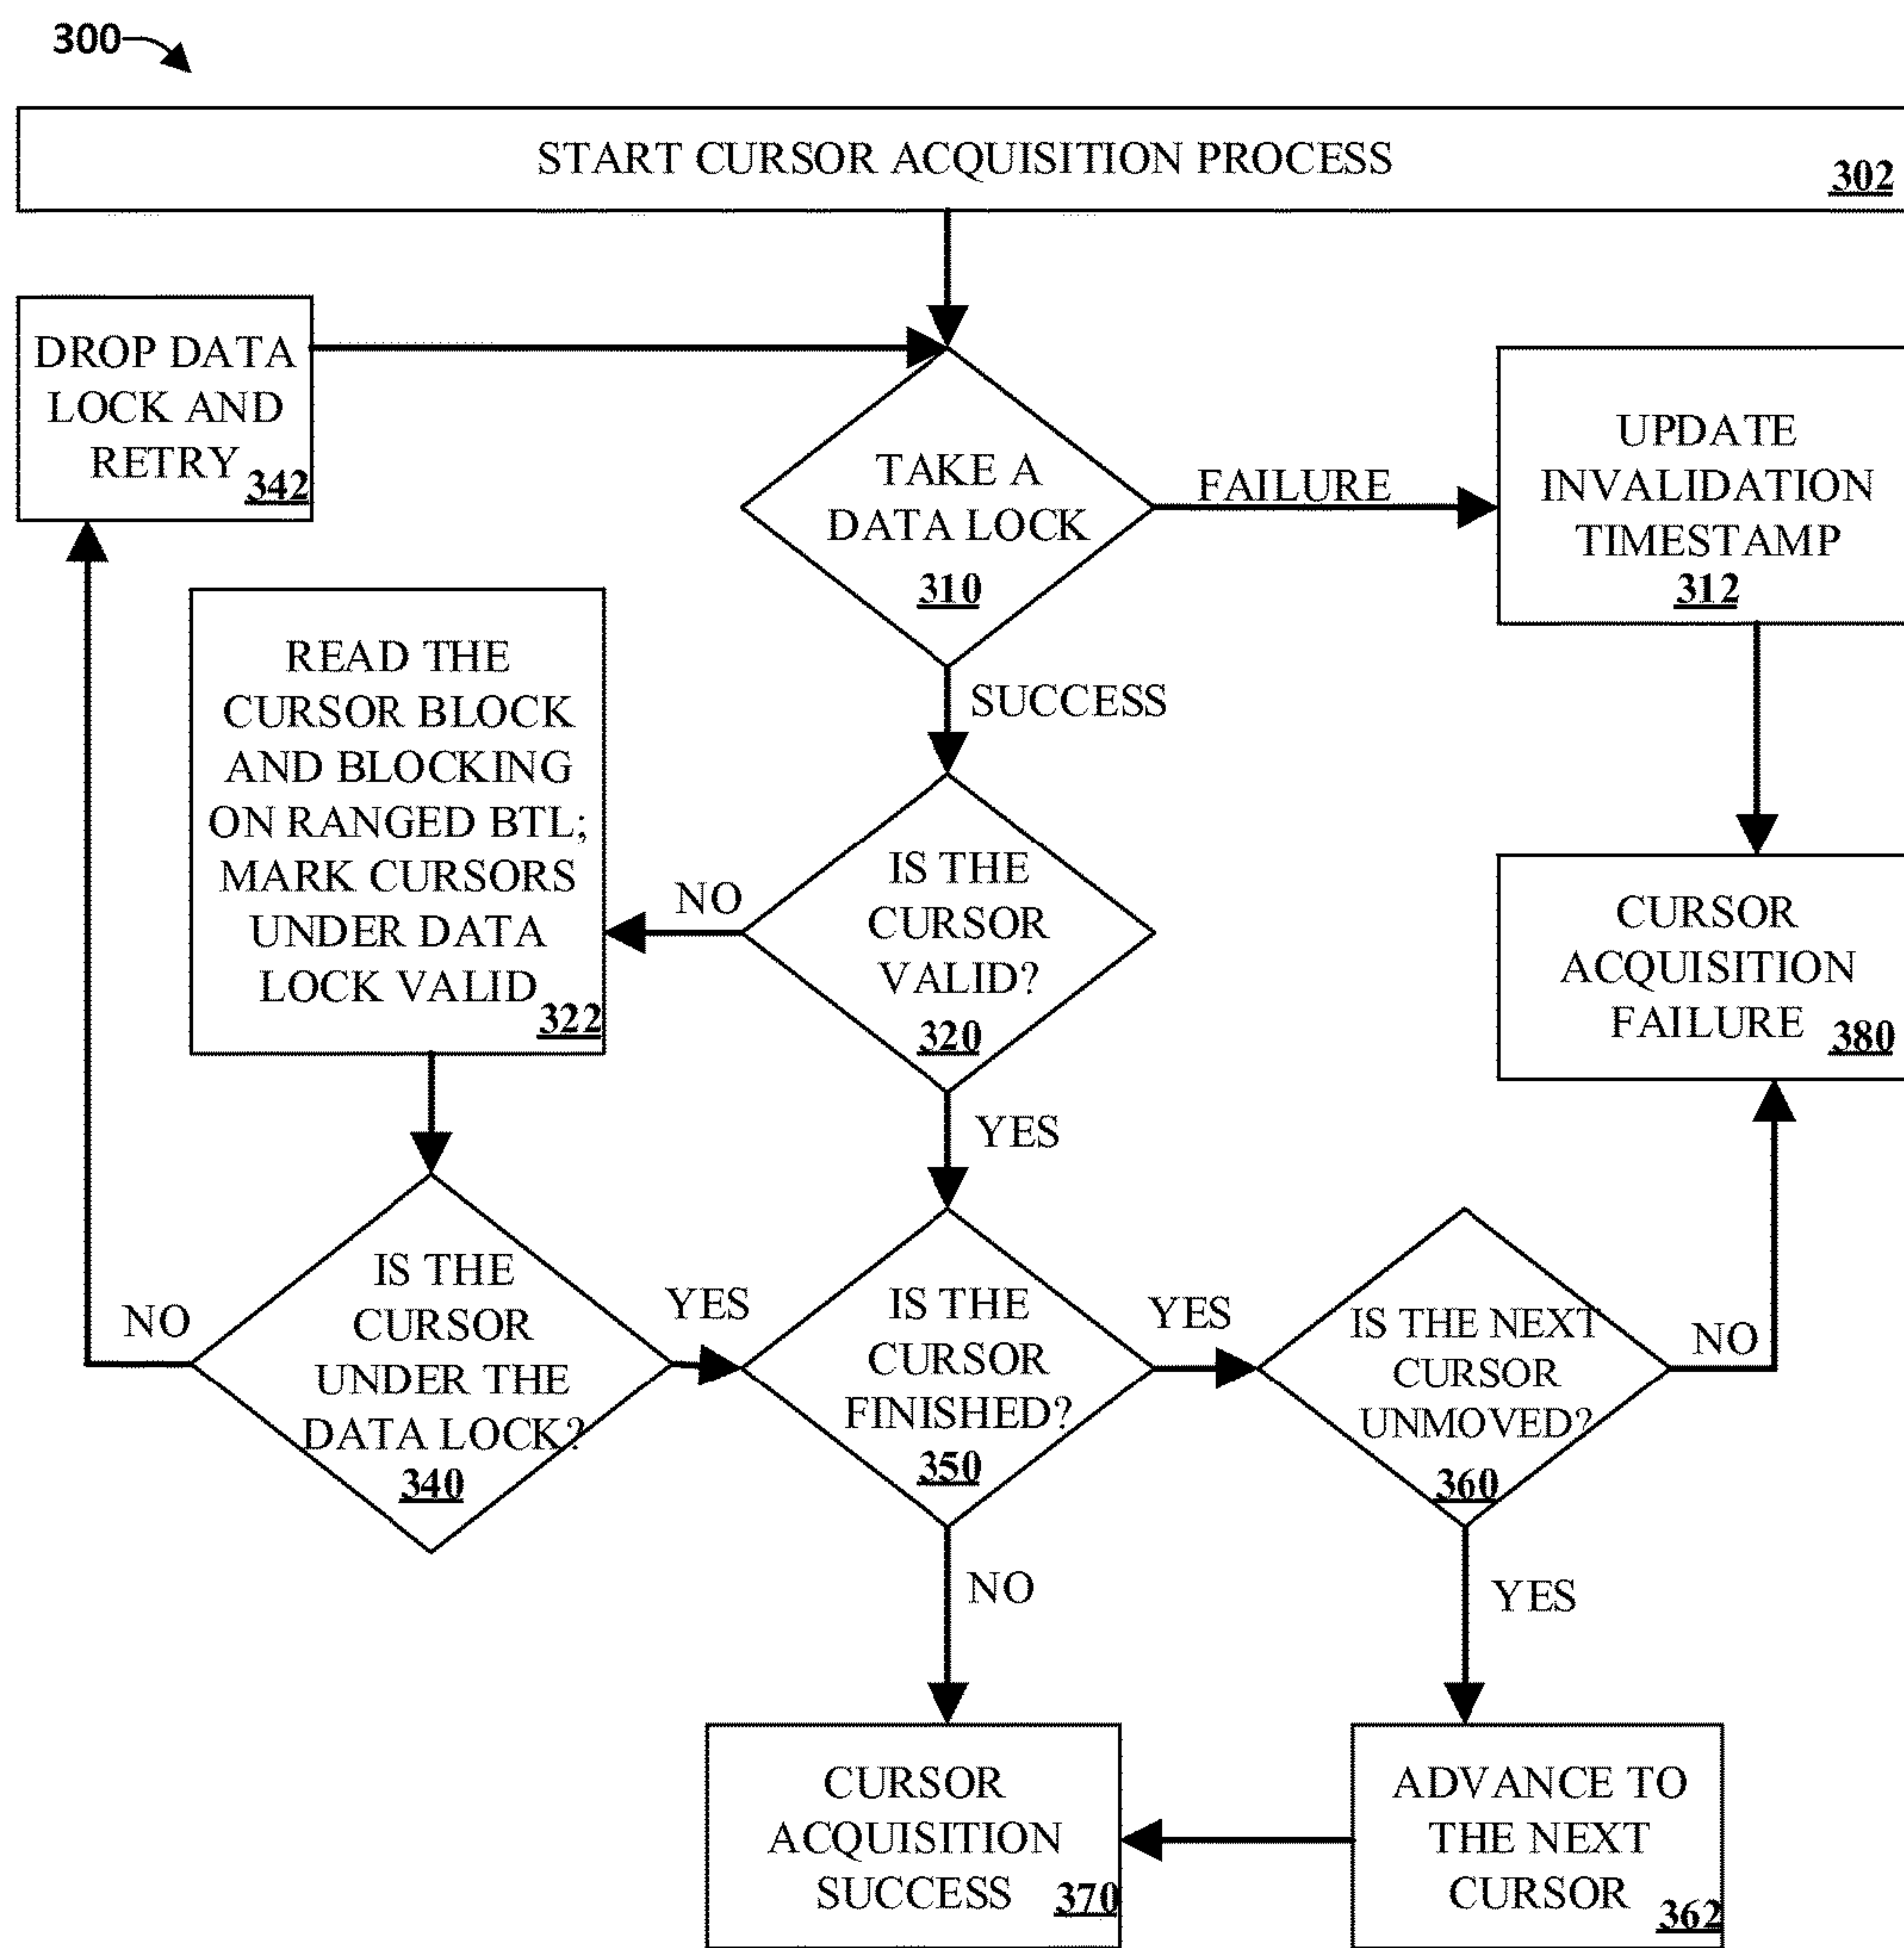 300
START CURSOR ACQUISITION PROCESS
302
DROP DATA
LOCK AND
RETRY 342
TAKE A
DATA LOCK
310
FAILURE
UPDATE
INVALIDATION
TIMESTAMP
312
SUCCESS
READ THE
CURSOR BLOCK
AND BLOCKING
ON RANGED BTL;
MARK CURSORS
UNDER DATA
LOCK VALID
322
NO
IS THE
CURSOR
VALID?
320
CURSOR
ACQUISITION
FAILURE 380
YES
IS THE
CURSOR
UNDER THE
DATA LOCK?
340
NO
YES
IS THE
CURSOR
FINISHED?
350
YES
IS THE NEXT
CURSOR
UNMOVED?
360
NO
NO
YES
CURSOR
ACQUISITION
SUCCESS 370
ADVANCE TO
THE NEXT
CURSOR 362